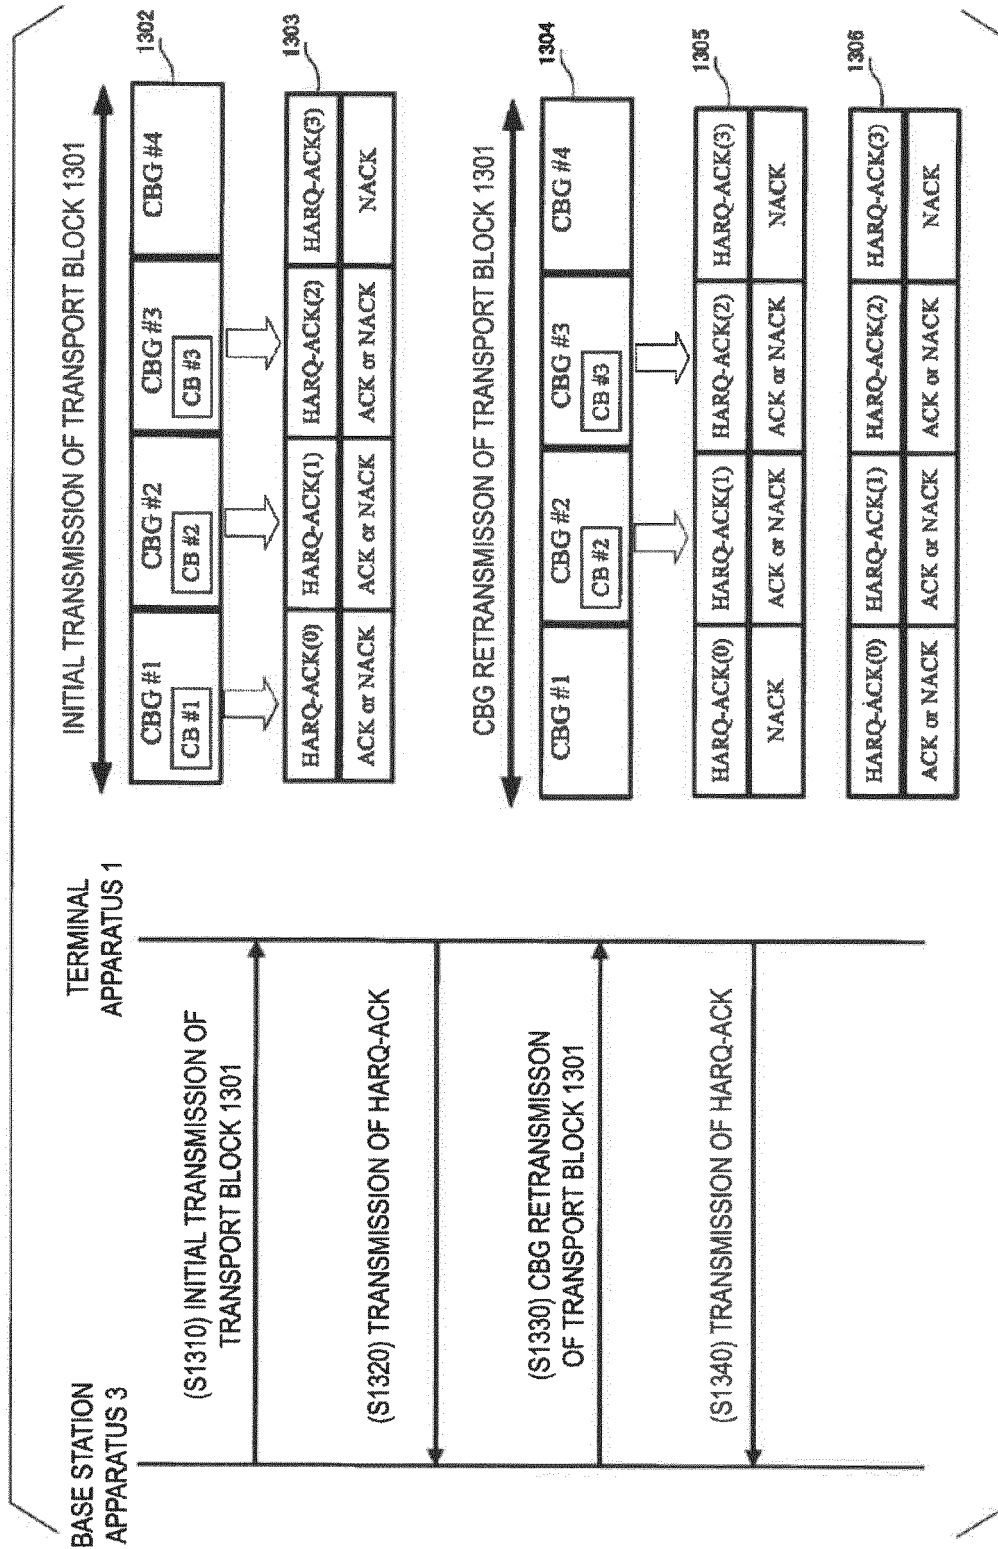 BASE STATION
APPARATUS 3
TERMINAL
APPARATUS 1
(S1310) INITIAL TRANSMISSION OF
TRANSPORT BLOCK 1301
(S1320) TRANSMISSION OF HARQ-ACK
(S1330) CBG RETRANSMISSON
OF TRANSPORT BLOCK 1301
(S1340) TRANSMISSION OF HARQ-ACK
INITIAL TRANSMISSION OF TRANSPORT BLOCK 1301
1302
CBG #1 CBG #2 CBG #3 CBG #4
CB #1 CB #2 CB #3
1303
HARQ-ACK(0) HARQ-ACK(1) HARQ-ACK(2) HARQ-ACK(3)
ACK or NACK ACK or NACK ACK or NACK NACK
CBG RETRANSMISSON OF TRANSPORT BLOCK 1301
1304
CBG #1 CBG #2 CBG #3 CBG #4
CB #2 CB #3
1305
HARQ-ACK(0) HARQ-ACK(1) HARQ-ACK(2) HARQ-ACK(3)
NACK ACK or NACK ACK or NACK NACK
1306
HARQ-ACK(0) HARQ-ACK(1) HARQ-ACK(2) HARQ-ACK(3)
ACK or NACK ACK or NACK ACK or NACK NACK